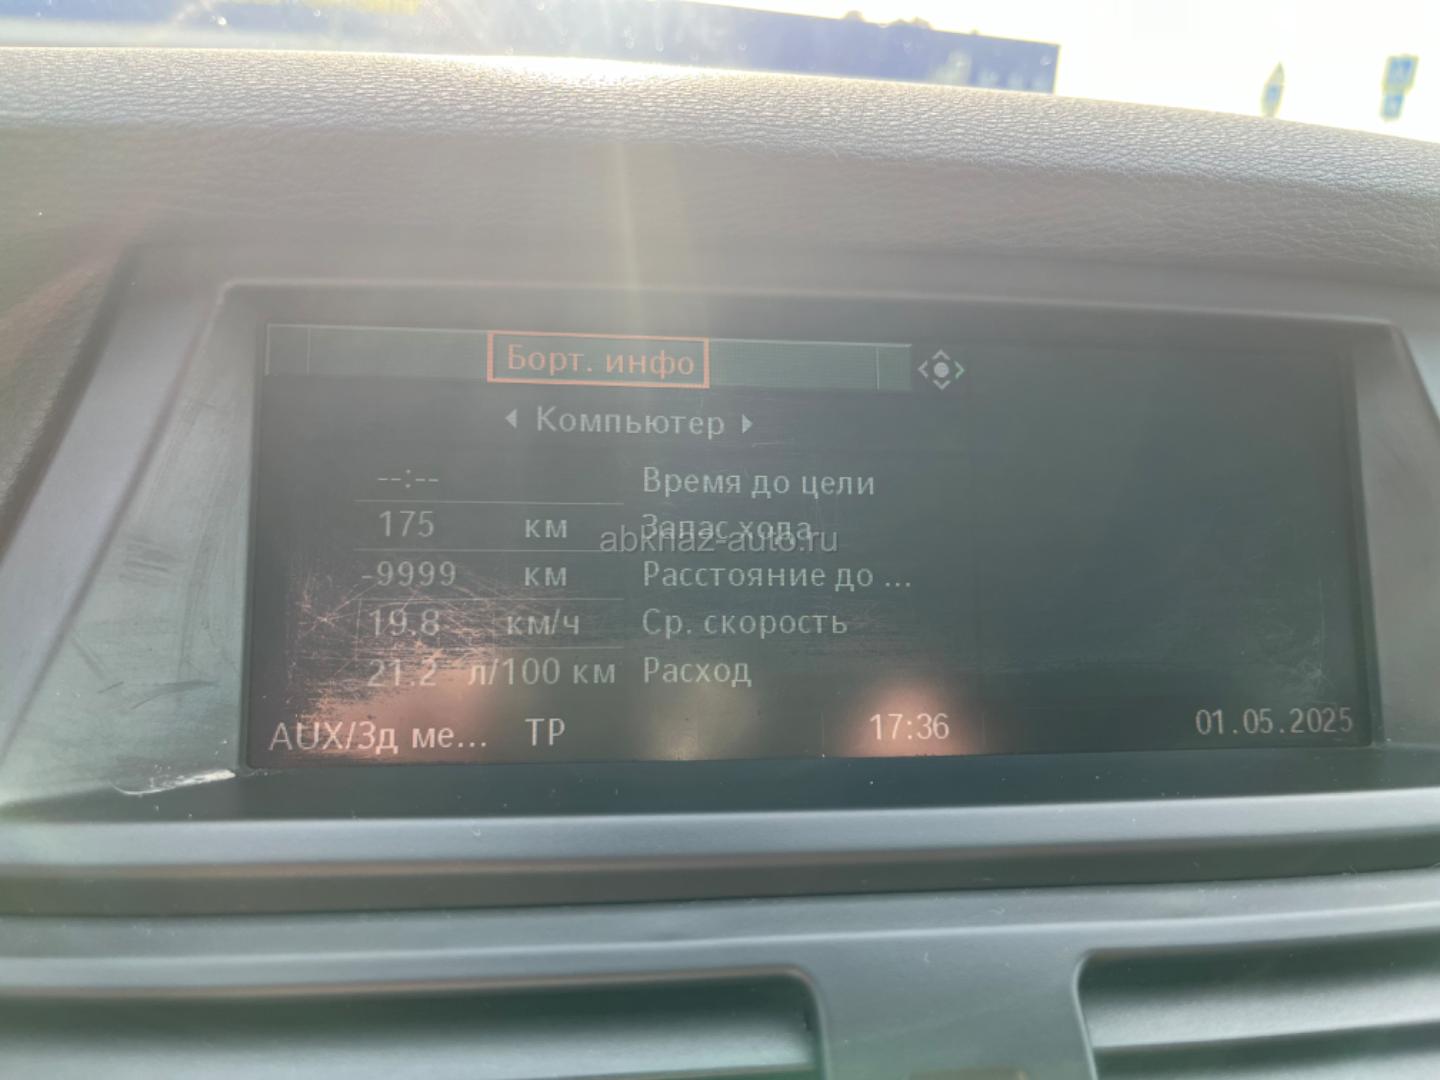 Борт. инфо
Компьютер
--:-- Время до цели
175 км Запас хода
-9999 км Расстояние до ...
19.8 км/ч Ср. скорость
21.2 л/100 км Расход
AUX/Зд ме... TP 17:36 01.05.2025
abkhaz-auto.ru